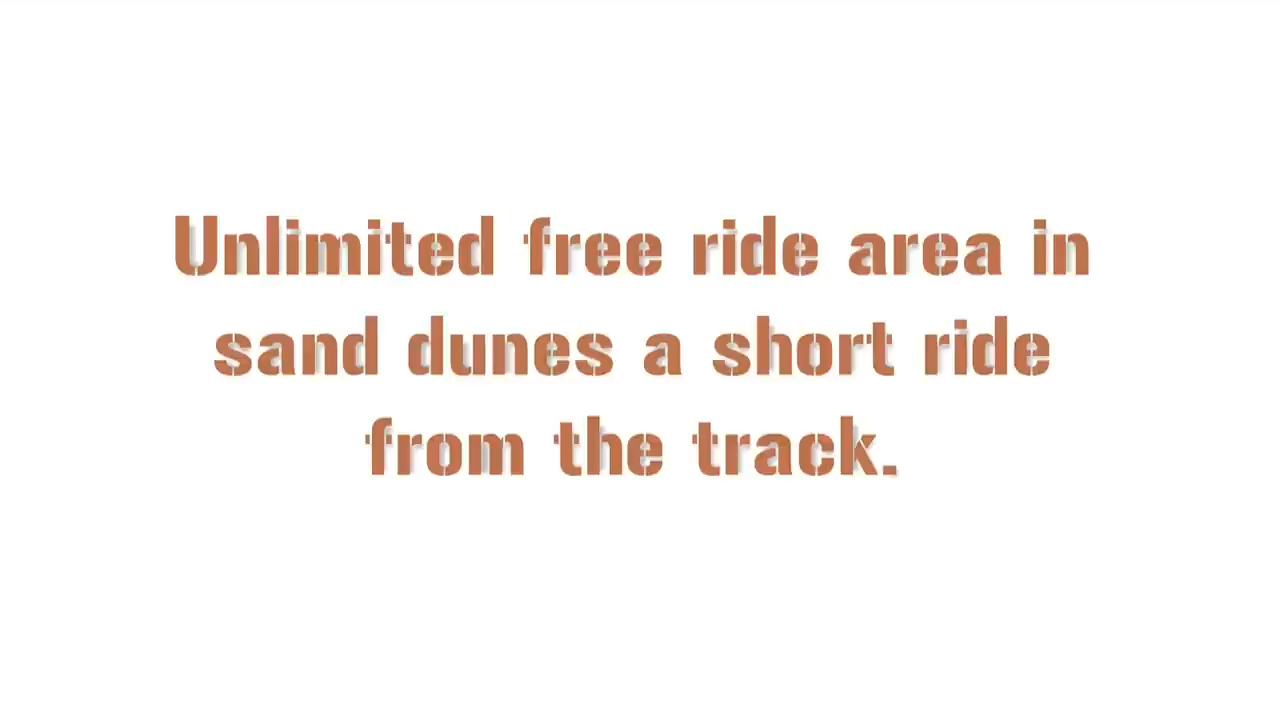 Unlimited free ride area in
sand dunes a short ride
from the track.